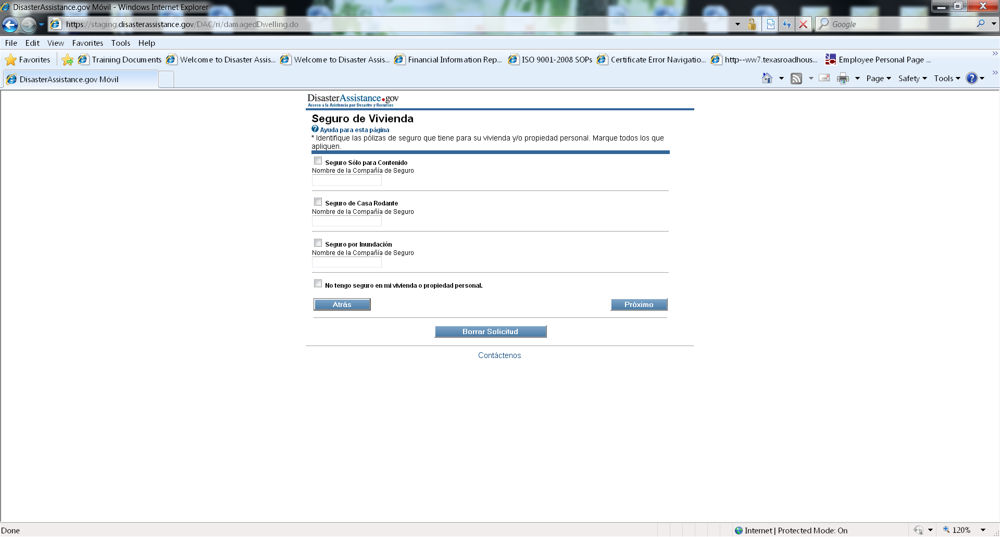 DisasterAssistance.gov Móvil - Windows Internet Explorer
https://staging.disasterassistance.gov/DAC/ri/damagedDwelling.do
Google
File Edit View Favorites Tools Help
Favorites Training Documents Welcome to Disaster Assis... Welcome to Disaster Assis... Financial Information Rep... ISO 9001-2008 SOPs Certificate Error Navigatio... http--ww7.texasroadhous... Employee Personal Page ...
DisasterAssistance.gov Móvil
Page Safety Tools
DisasterAssistance.gov
Acceso a la Asistencia por Desastre y Recursos
Seguro de Vivienda
Ayuda para esta página
* Identifique las pólizas de seguro que tiene para su vivienda y/o propiedad personal. Marque todos los que
apliquen.
Seguro Sólo para Contenido
Nombre de la Compañía de Seguro
Seguro de Casa Rodante
Nombre de la Compañía de Seguro
Seguro por Inundación
Nombre de la Compañía de Seguro
No tengo seguro en mi vivienda o propiedad personal.
Atrás
Próximo
Borrar Solicitud
Contáctenos
Done
Internet | Protected Mode: On
120%